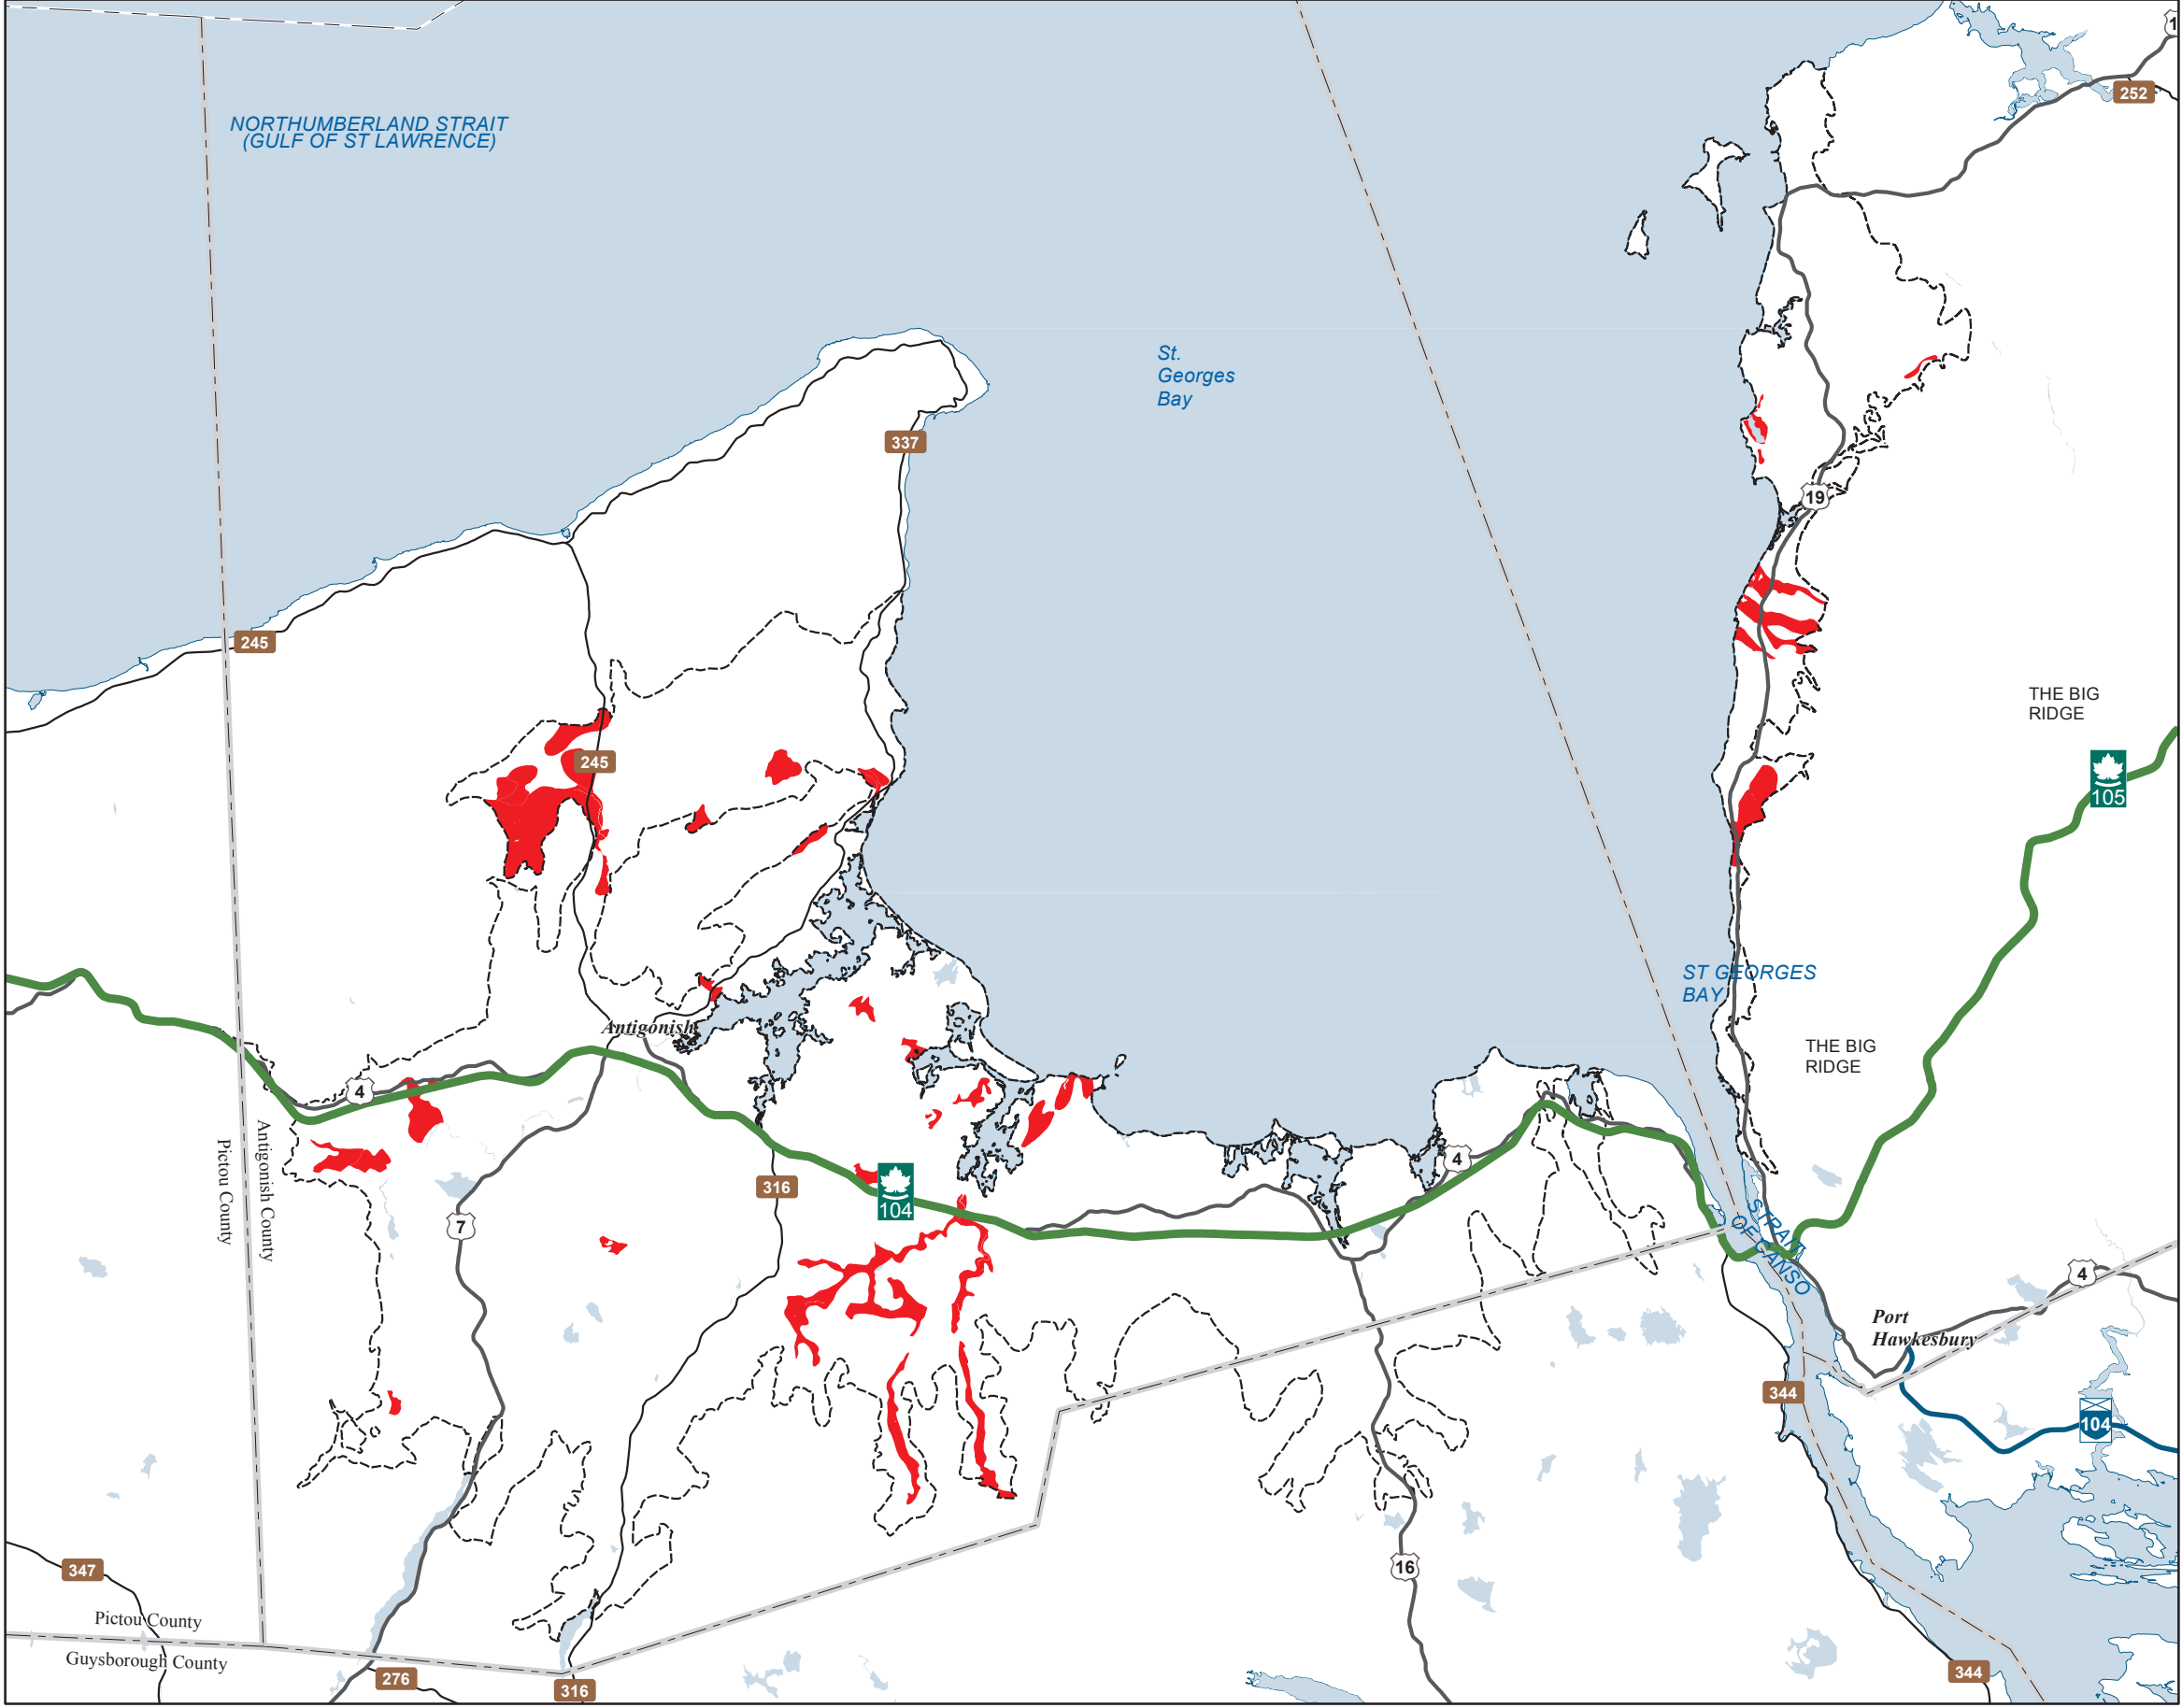 1
252
NORTHUMBERLAND STRAIT
(GULF OF ST LAWRENCE)
St.
Georges
Bay
337
19
245
THE BIG
RIDGE
245
105
ST GEORGES
BAY
Antigonish
THE BIG
RIDGE
4
Antigonish County
Pictou County
4
316
104
7
STRAIT
OF CANSO
4
Port
Hawkesbury
344
104
16
347
Pictou County
Guysborough County
276
316
344